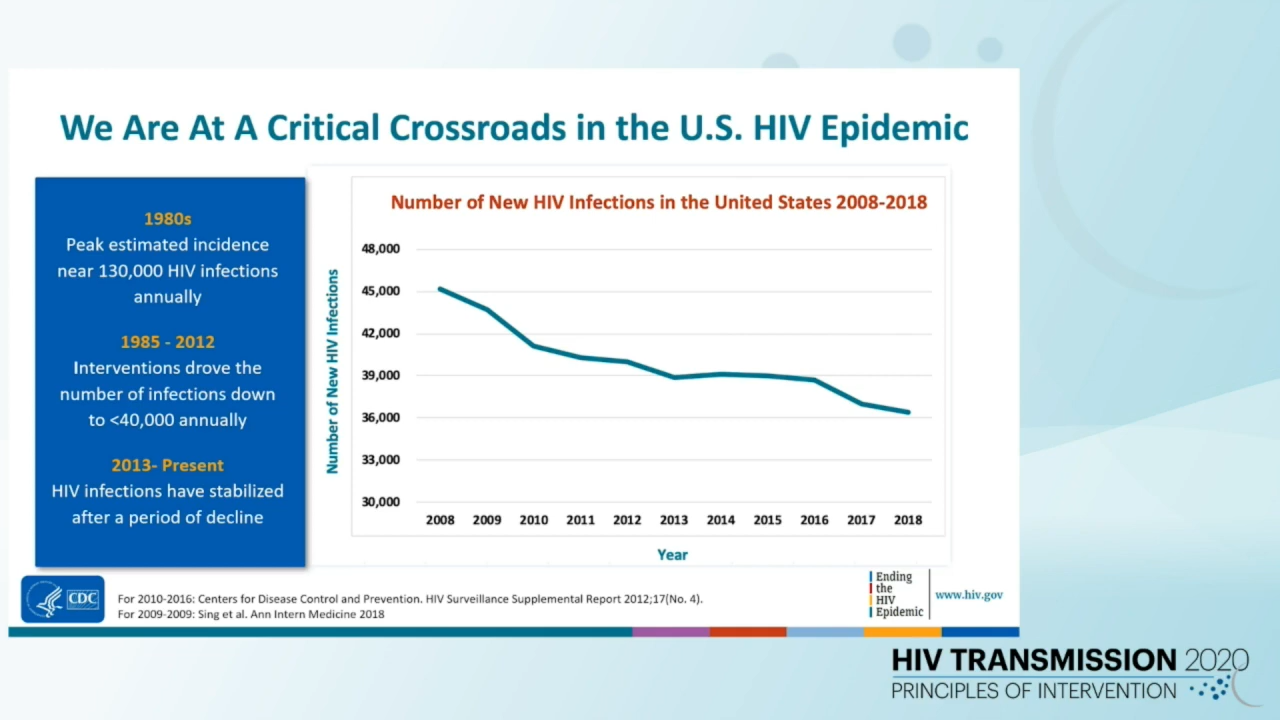 We Are At A Critical Crossroads in the U.S. HIV Epidemic
1980s
Peak estimated incidence
near 130,000 HIV infections
annually
1985 - 2012
Interventions drove the
number of infections down
to <40,000 annually
2013- Present
HIV infections have stabilized
after a period of decline
Number of New HIV Infections in the United States 2008-2018
Number of New HIV Infections
48,000
45,000
42,000
39,000
36,000
33,000
30,000
2008 2009 2010 2011 2012 2013 2014 2015 2016 2017 2018
Year
CDC
For 2010-2016: Centers for Disease Control and Prevention. HIV Surveillance Supplemental Report 2012;17(No. 4).
For 2009-2009: Sing et al. Ann Intern Medicine 2018
Ending
the
HIV
Epidemic
www.hiv.gov
HIV TRANSMISSION 2020
PRINCIPLES OF INTERVENTION